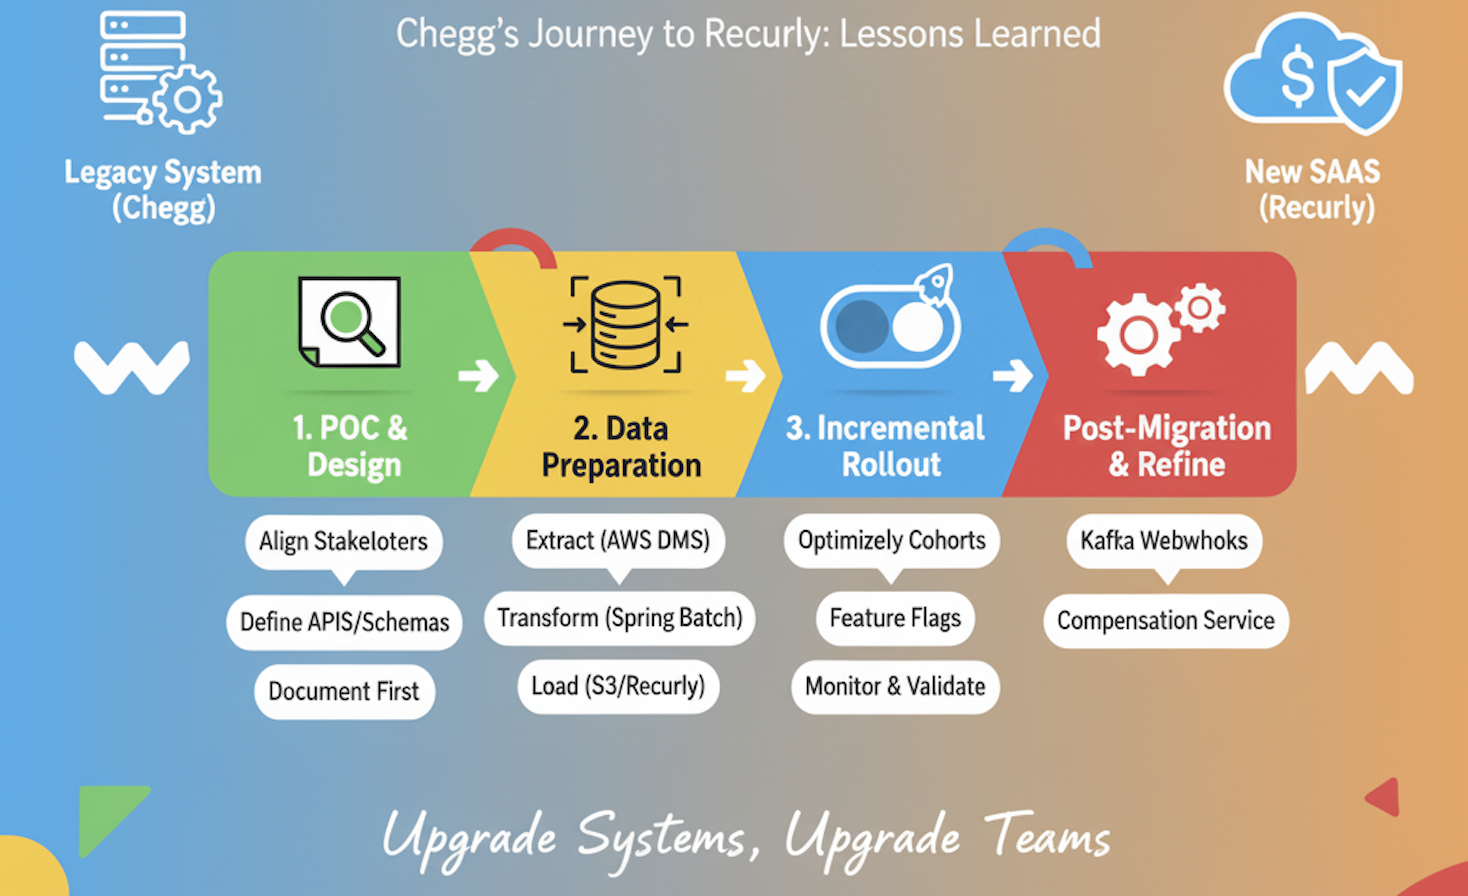 Chegg's Journey to Recurly: Lessons Learned
Legacy System
(Chegg)
$
New SAAS
(Recurly)
1. POC &
Design
2. Data
Preparation
3. Incremental
Rollout
Post-Migration
& Refine
Align Stakeloters
Define APIS/Schemas
Document First
Extract (AWS DMS)
Transform (Spring Batch)
Load (S3/Recurly)
Optimizely Cohorts
Feature Flags
Monitor & Validate
Kafka Webwhoks
Compensation Service
Upgrade Systems, Upgrade Teams